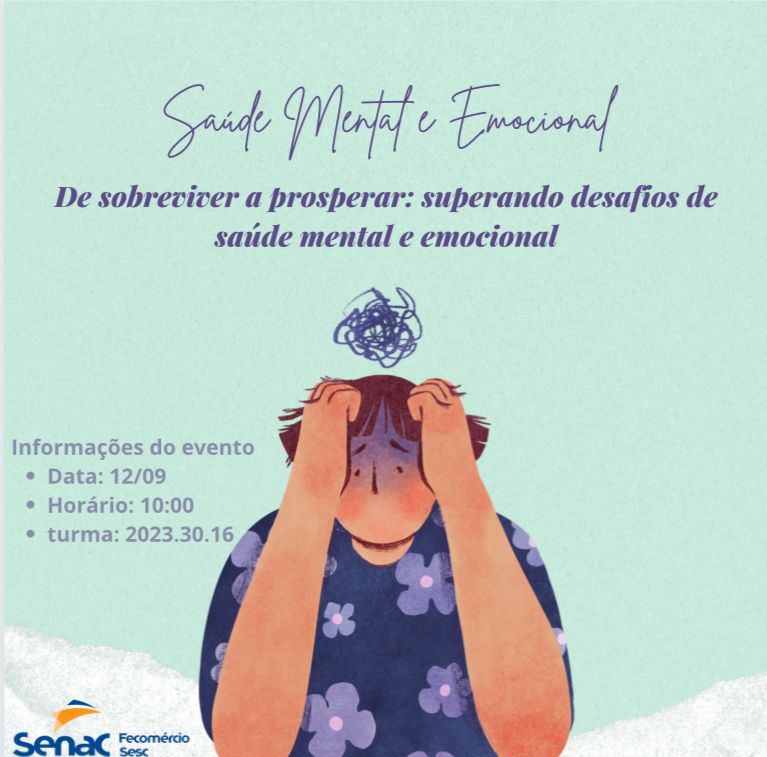 Saúde Mental e Emocional
De sobreviver a prosperar: superando desafios de
saúde mental e emocional
Informações do evento
• Data: 12/09
• Horário: 10:00
• turma: 2023.30.16
Senac
Fecomércio
Sesc